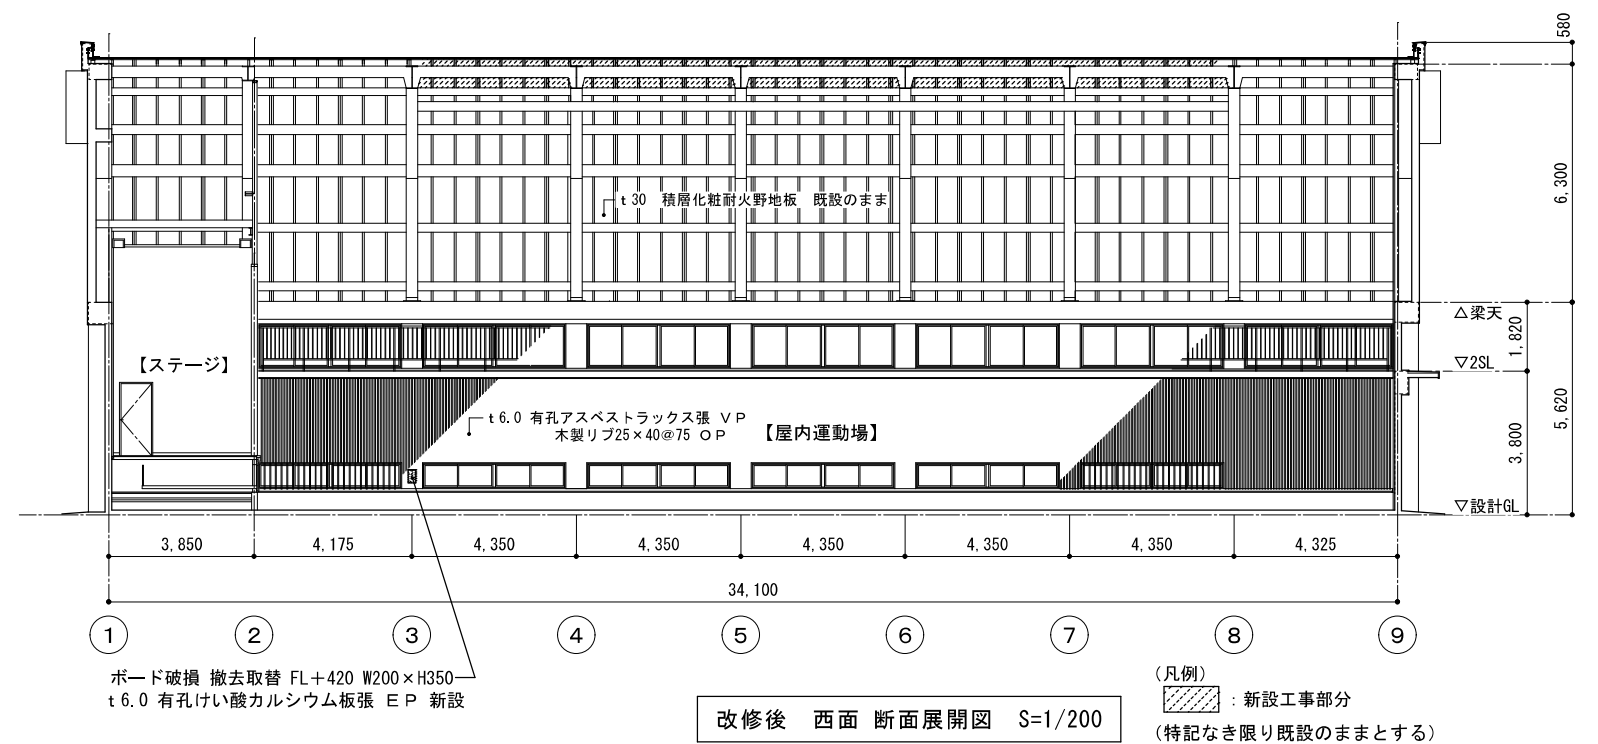 580
6,300
t30　積層化粧耐火野地板　既設のまま
△梁天
1,820
【ステージ】
▽2SL
5,620
t6.0 有孔アスベストラックス張 ＶＰ
木製リブ25×40@75 ＯＰ
【屋内運動場】
3,800
▽設計GL
3,850
4,175
4,350
4,350
4,350
4,350
4,350
4,325
34,100
1
2
3
4
5
6
7
8
9
ボード破損 撤去取替 FL＋420 W200×H350
t6.0 有孔けい酸カルシウム板張 ＥＰ 新設
改修後　西面 断面展開図　S=1/200
（凡例）
：新設工事部分
（特記なき限り既設のままとする）